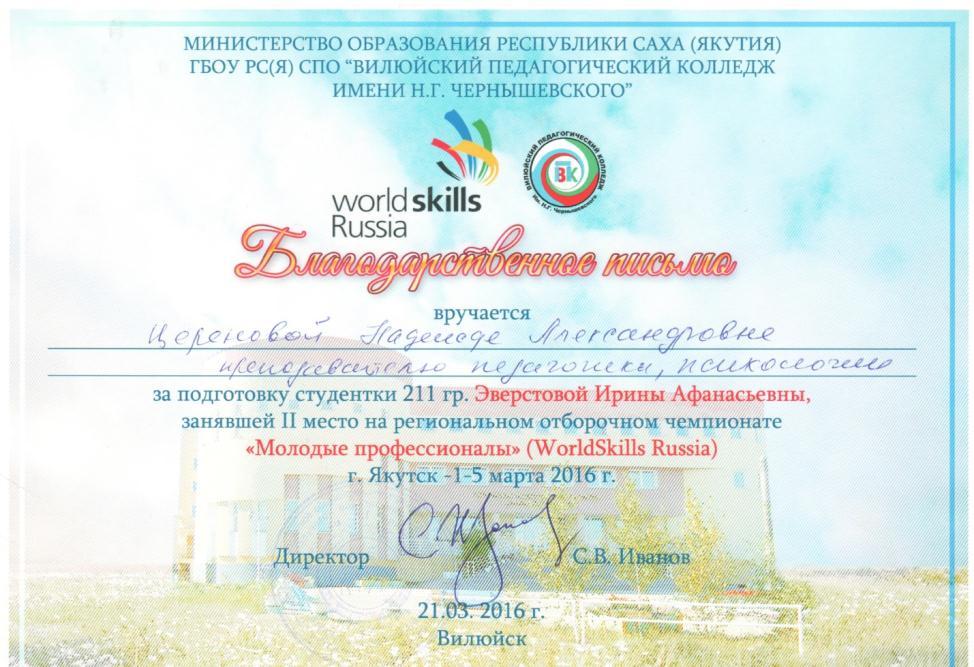 МИНИСТЕРСТВО ОБРАЗОВАНИЯ РЕСПУБЛИКИ САХА (ЯКУТИЯ)
ГБОУ РС(Я) СПО "ВИЛЮЙСКИЙ ПЕДАГОГИЧЕСКИЙ КОЛЛЕДЖ
ИМЕНИ Н.Г. ЧЕРНЫШЕВСКОГО"
ВИЛЮЙСКИЙ ПЕДАГОГИЧЕСКИЙ КОЛЛЕДЖ
ВПК
Им. Н.Г. Чернышевского
world skills
Russia
Благодарственное письмо
вручается
Цереновой Надежде Александровне
преподавателю педагогики, психологии
за подготовку студентки 211 гр. Эверстовой Ирины Афанасьевны,
занявшей II место на региональном отборочном чемпионате
«Молодые профессионалы» (WorldSkills Russia)
г. Якутск -1-5 марта 2016 г.
Директор С.В. Иванов
21.03. 2016 г.
Вилюйск